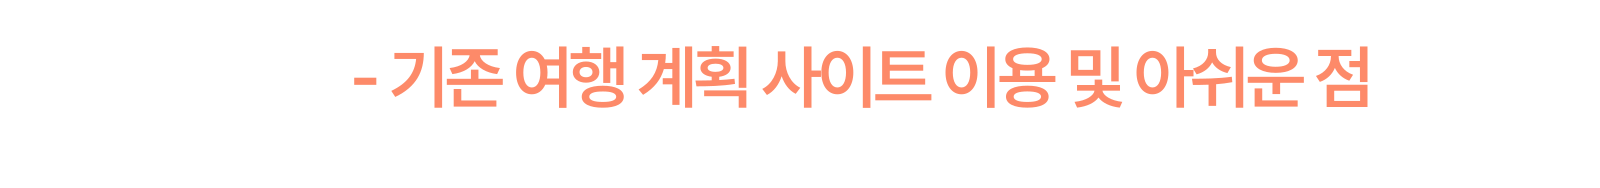 - 기존 여행 계획 사이트 이용 및 아쉬운 점